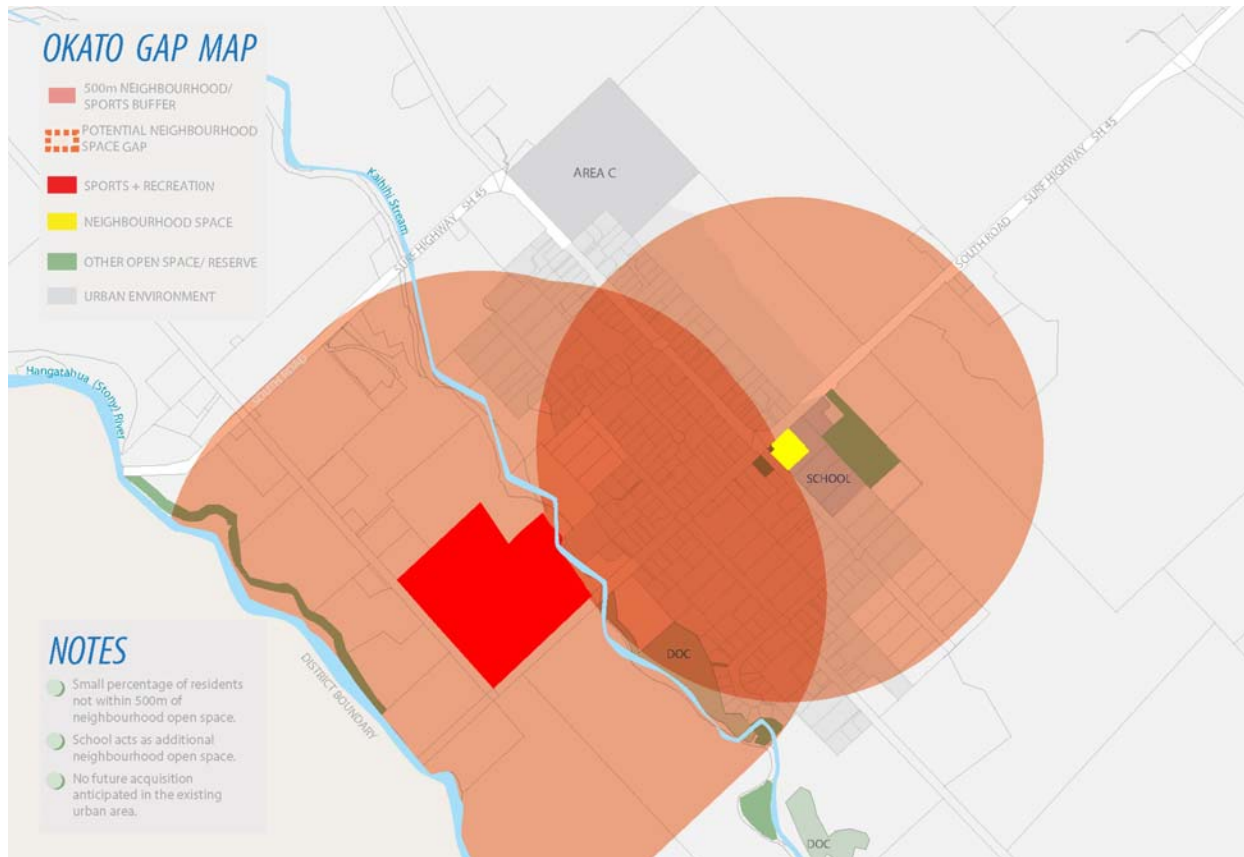 OKATO GAP MAP
500m NEIGHBOURHOOD/
SPORTS BUFFER
POTENTIAL NEIGHBOURHOOD
SPACE GAP
SPORTS + RECREATION
NEIGHBOURHOOD SPACE
OTHER OPEN SPACE/ RESERVE
URBAN ENVIRONMENT
AREA C
Kaihihi Stream
SURF HIGHWAY SH 45
SOUTH ROAD
SURF HIGHWAY SH 45
SOUTH ROAD
Hangatahua (Stony) River
SCHOOL
DOC
DISTRICT BOUNDARY
DOC
NOTES
Small percentage of residents
not within 500m of
neighbourhood open space.
School acts as additional
neighbourhood open space.
No future acquisition
anticipated in the existing
urban area.